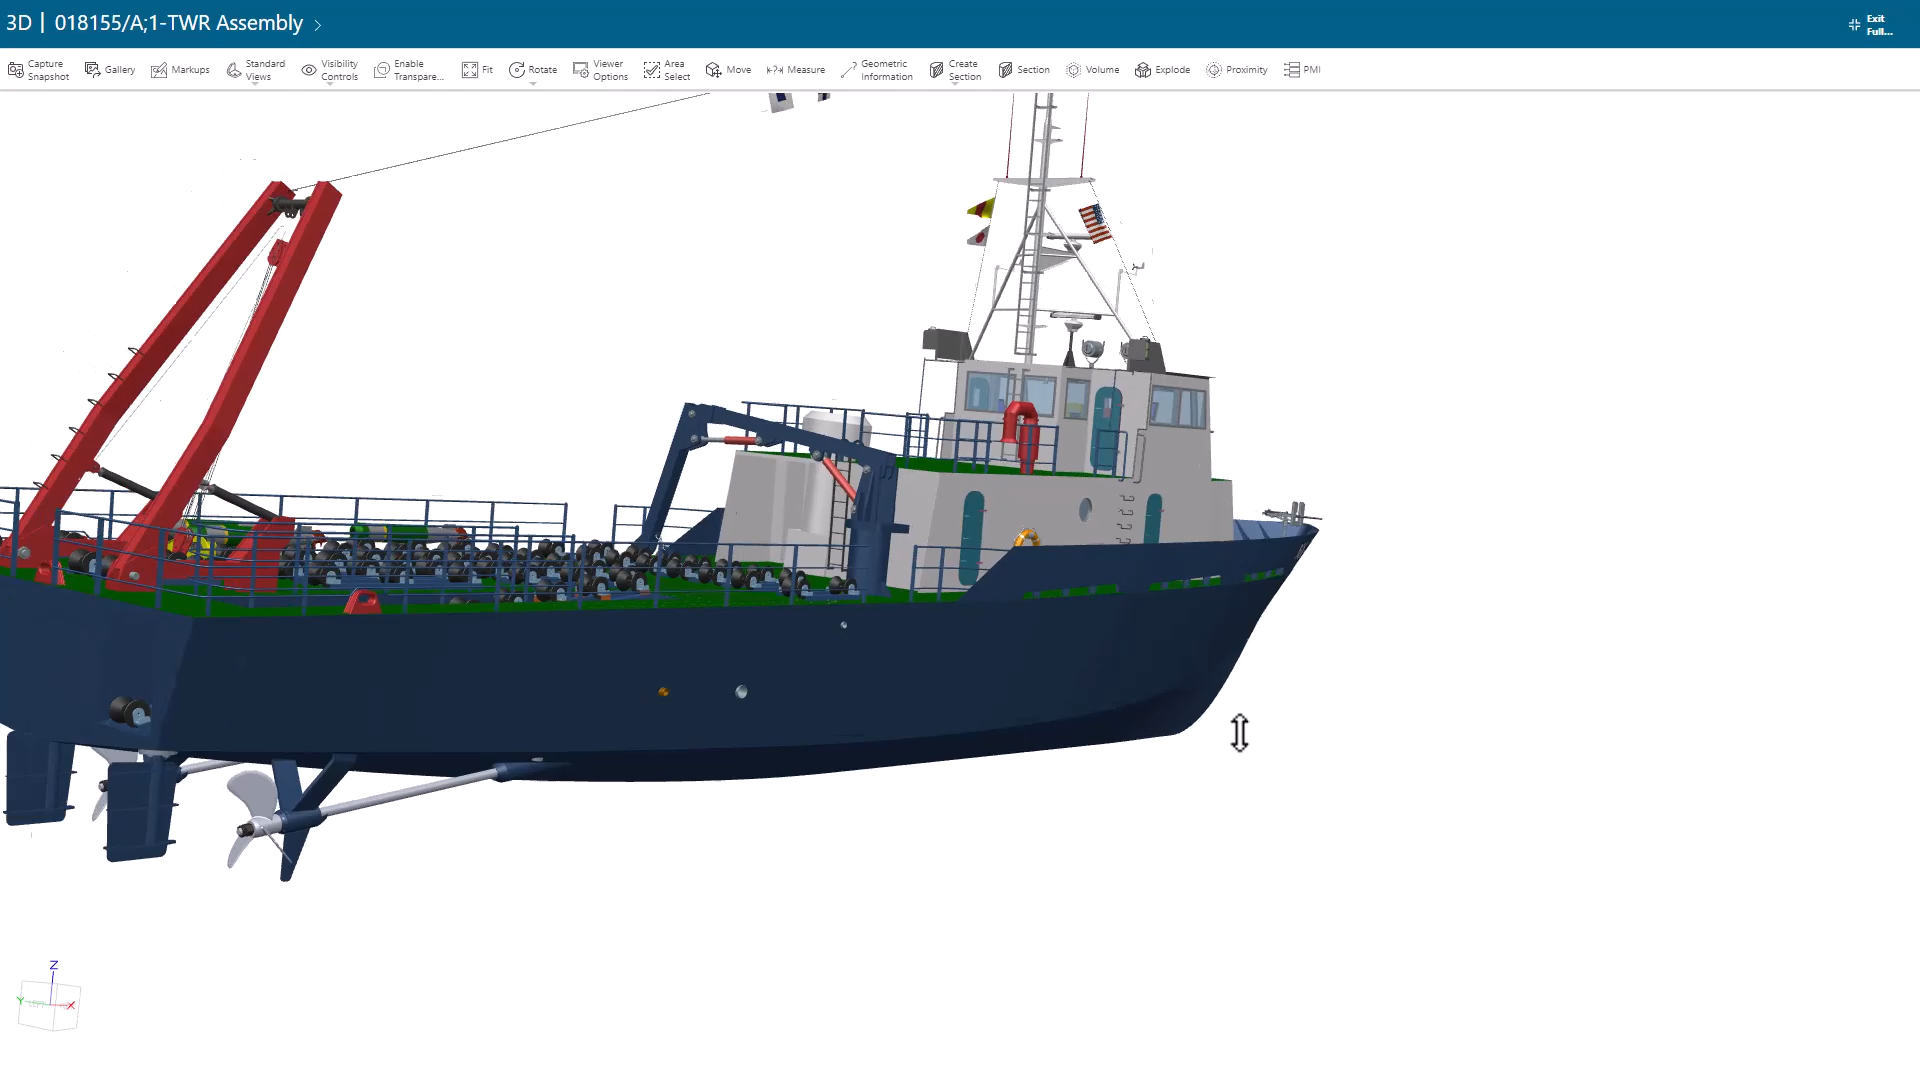 3D | 018155/A;1-TWR Assembly
Exit
Full...
Capture
Snapshot
Gallery
Markups
Standard
Views
Visibility
Controls
Enable
Transpare...
Fit
Rotate
Viewer
Options
Area
Select
Move
Measure
Geometric
Information
Create
Section
Section
Volume
Explode
Proximity
PMI
Z
Y
X